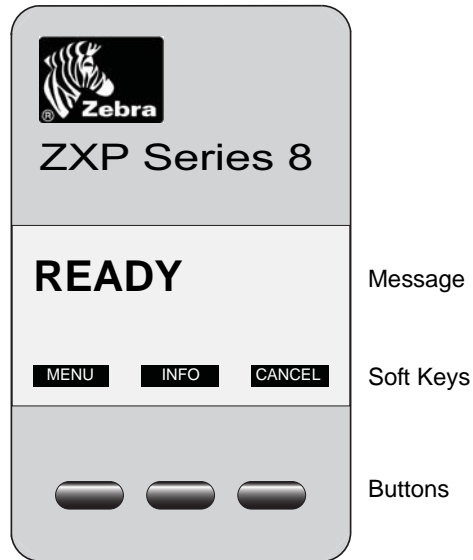 ® Zebra
ZXP Series 8
READY
Message
MENU INFO CANCEL
Soft Keys
Buttons